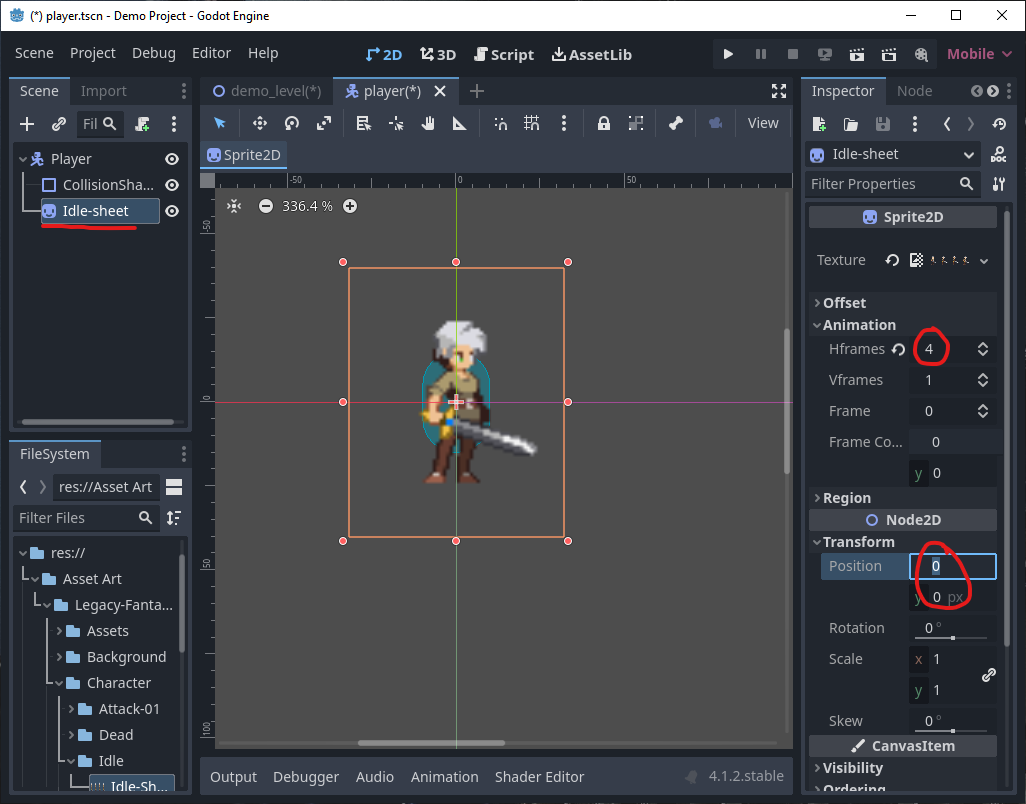 (*) player.tscn - Demo Project - Godot Engine
Scene Project Debug Editor Help 2D 3D Script AssetLib Mobile
Scene Import
demo_level(*) player(*)
Inspector Node
Fil
View
Idle-sheet
DOC
Player
CollisionSha...
Idle-sheet
Sprite2D
Filter Properties
-50 0 50
336.4 %
-50
0
50
100
Sprite2D
Texture
Offset
Animation
Hframes 4
Vframes 1
Frame 0
Frame Co... 0
y 0
Region
Node2D
Transform
Position 0
y 0 px
Rotation 0 °
Scale x 1
y 1
Skew 0 °
CanvasItem
Visibility
Ordering
FileSystem
res://Asset Art
Filter Files
res://
Asset Art
Legacy-Fanta...
Assets
Background
Character
Attack-01
Dead
Idle
Idle-Sh...
Output Debugger Audio Animation Shader Editor 4.1.2.stable